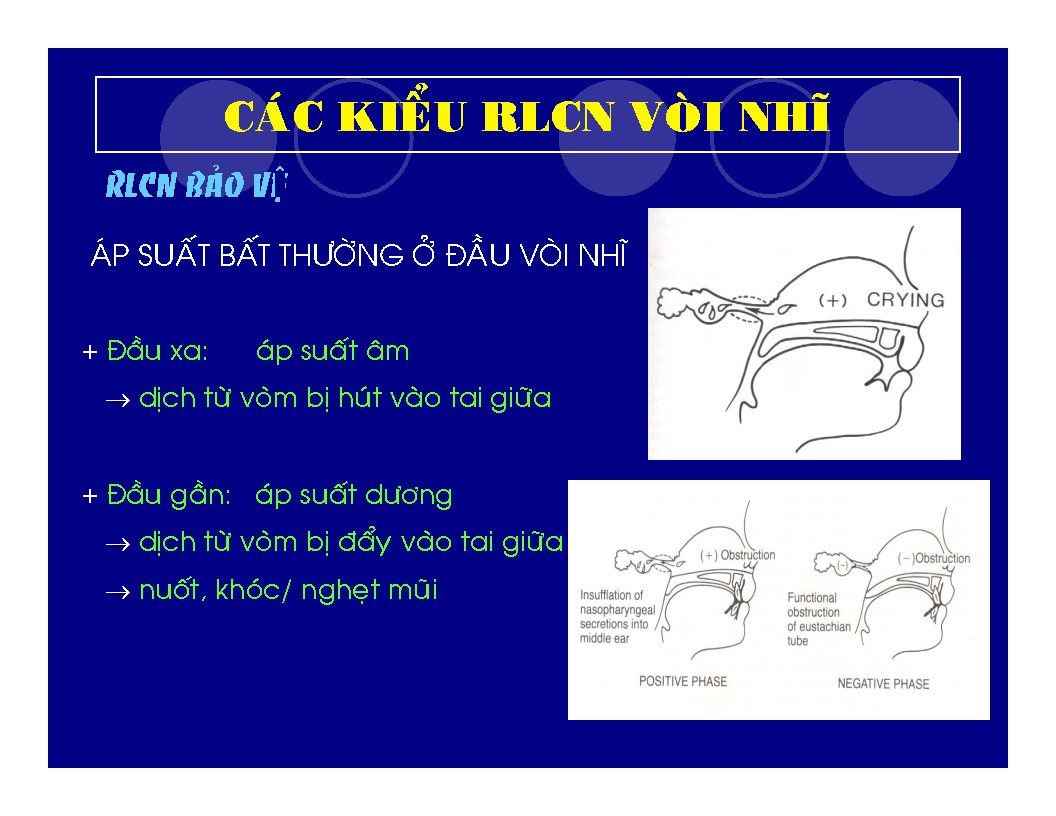 CÁC KIỂU RLCN VÒI NHĨ
RLCN BẢO VỆ
ÁP SUẤT BẤT THƯỜNG Ở ĐẦU VÒI NHĨ
+ Đầu xa: áp suất âm
→ dịch từ vòm bị hút vào tai giữa
+ Đầu gần: áp suất dương
→ dịch từ vòm bị đẩy vào tai giữa
→ nuốt, khóc/ nghẹt mũi
(+) CRYING
(+) Obstruction
Insufflation of
nasopharyngeal
secretions into
middle ear
POSITIVE PHASE
(-)
(-)Obstruction
Functional
obstruction
of eustachian
tube
NEGATIVE PHASE